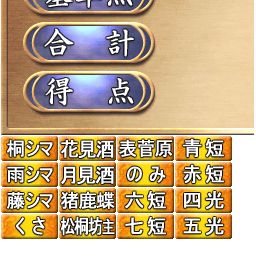 基本点
合計
得点
桐シマ 花見酒 表菅原 青短
雨シマ 月見酒 のみ 赤短
藤シマ 猪鹿蝶 六短 四光
くさ 松桐坊主 七短 五光